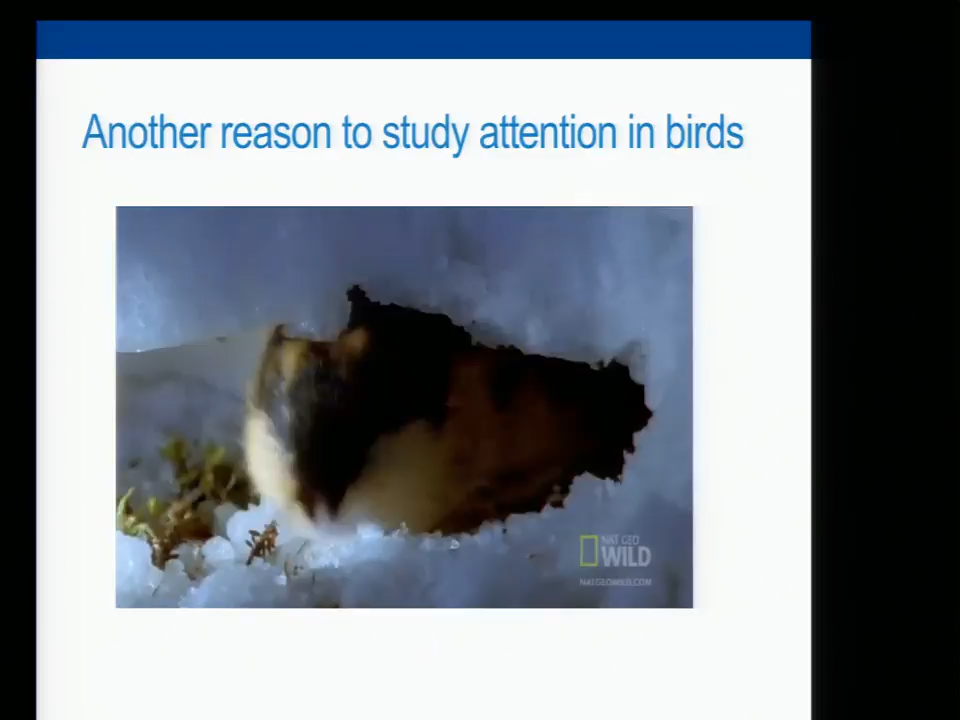 Another reason to study attention in birds
NAT GEO
WILD
NATGEOWILD.COM